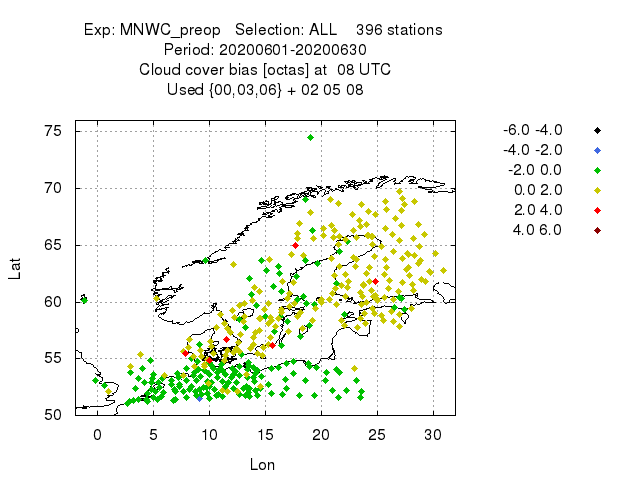 Exp: MNWC_preop Selection: ALL 396 stations
Period: 20200601-20200630
Cloud cover bias [octas] at 08 UTC
Used {00,03,06} + 02 05 08
75
70
65
60
55
50
Lat
0 5 10 15 20 25 30
Lon
-6.0 -4.0
-4.0 -2.0
-2.0 0.0
0.0 2.0
2.0 4.0
4.0 6.0